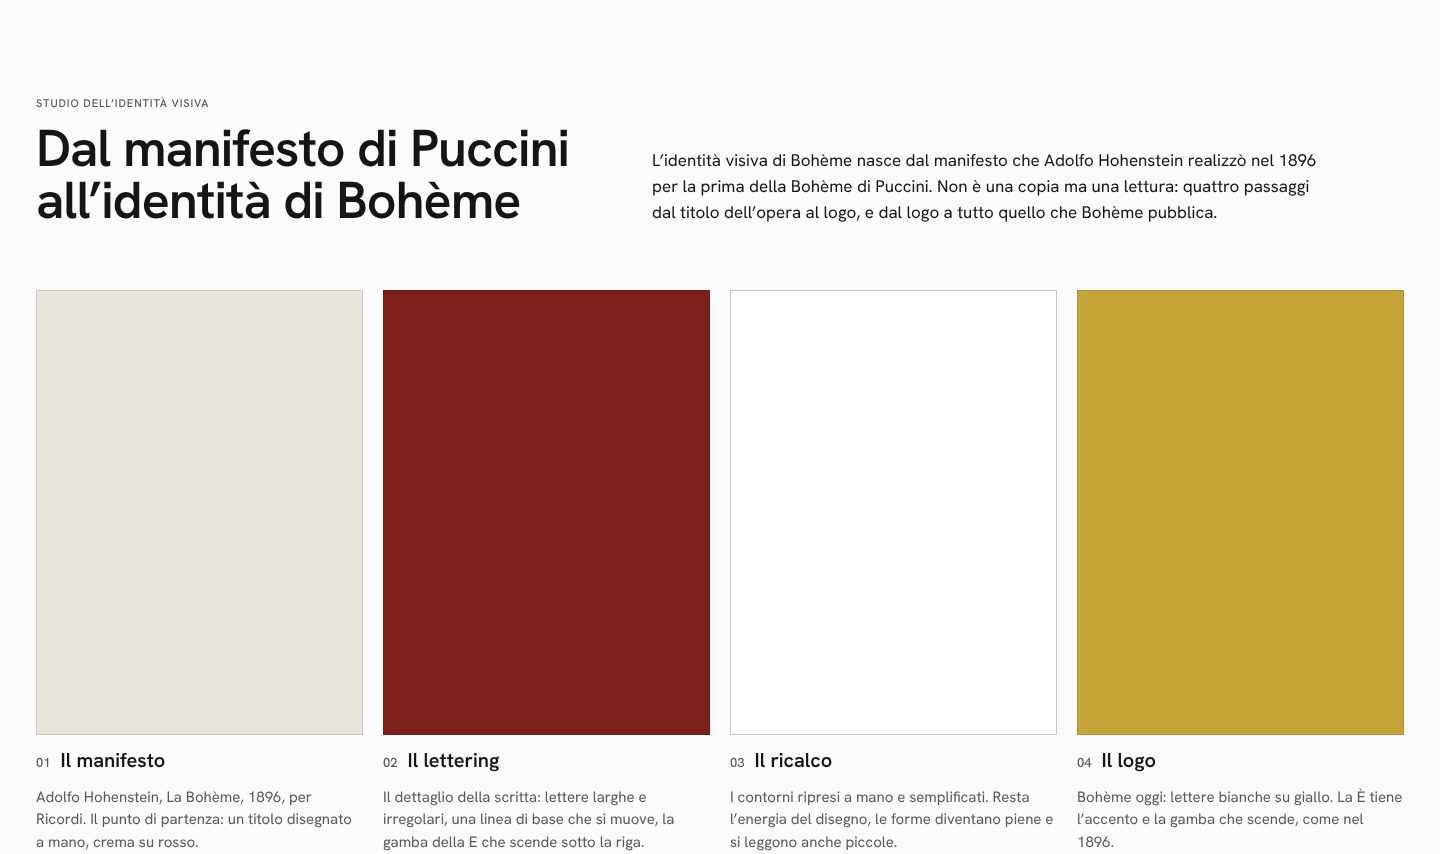 STUDIO DELL’IDENTITÀ VISIVA
Dal manifesto di Puccini
all’identità di Bohème
L’identità visiva di Bohème nasce dal manifesto che Adolfo Hohenstein realizzò nel 1896
per la prima della Bohème di Puccini. Non è una copia ma una lettura: quattro passaggi
dal titolo dell’opera al logo, e dal logo a tutto quello che Bohème pubblica.
01 Il manifesto
Adolfo Hohenstein, La Bohème, 1896, per
Ricordi. Il punto di partenza: un titolo disegnato
a mano, crema su rosso.
02 Il lettering
Il dettaglio della scritta: lettere larghe e
irregolari, una linea di base che si muove, la
gamba della E che scende sotto la riga.
03 Il ricalco
I contorni ripresi a mano e semplificati. Resta
l’energia del disegno, le forme diventano piene e
si leggono anche piccole.
04 Il logo
Bohème oggi: lettere bianche su giallo. La È tiene
l’accento e la gamba che scende, come nel
1896.